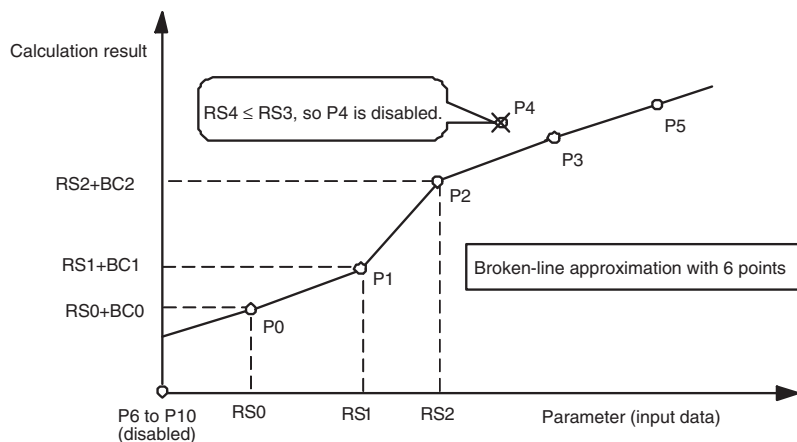 Calculation result
RS4 ≤ RS3, so P4 is disabled.
P4
P3
P5
RS2+BC2
P2
RS1+BC1
P1
Broken-line approximation with 6 points
RS0+BC0
P0
P6 to P10
(disabled)
RS0
RS1
RS2
Parameter (input data)